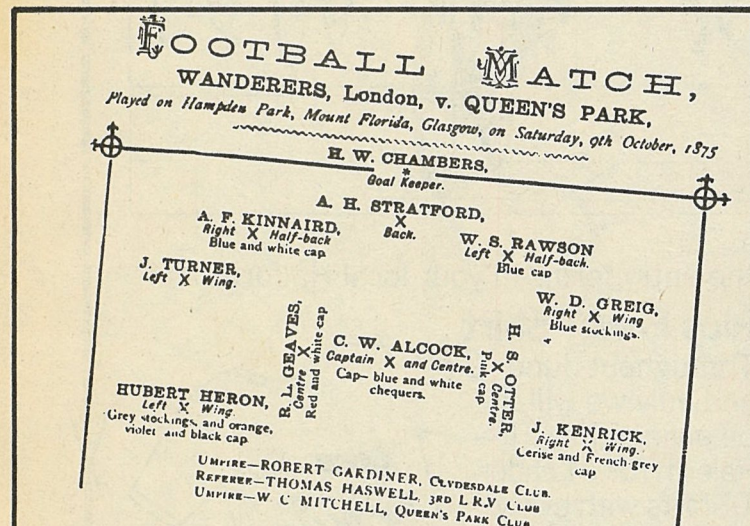 FOOTBALL MATCH,
WANDERERS, London, v. QUEEN'S PARK,
Played on Hampden Park, Mount Florida, Glasgow, on Saturday, 9th October, 1875
H. W. CHAMBERS,
*
Goal Keeper.
A. H. STRATFORD,
X
Back.
A. F. KINNAIRD,
Right X Half-back
Blue and white cap
W. S. RAWSON
Left X Half-back.
Blue cap
J. TURNER,
Left X Wing.
W. D. GREIG,
Right X Wing
Blue stockings.
R. L. GEAVES,
Centre X
Red and white cap
C. W. ALCOCK,
Captain X and Centre.
Cap— blue and white
chequers.
H. S. OTTER,
X Centre.
Pink cap
HUBERT HERON,
Left X Wing.
Grey stockings and orange,
violet and black cap
J. KENRICK,
Right X Wing.
Cerise and French grey
cap
UMPIRE—ROBERT GARDINER, CLYDESDALE CLUB.
REFEREE—THOMAS HASWELL, 3RD L.R.V CLUB
UMPIRE—W. C MITCHELL, QUEEN'S PARK CLUB